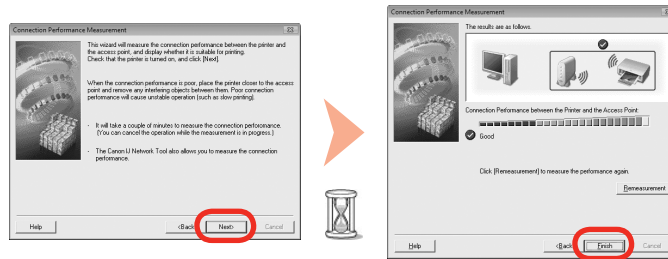 Connection Performance Measurement
This wizard will measure the connection performance between the printer and
the access point, and display whether it is suitable for printing.
Check that the printer is turned on, and click [Next].
When the connection performance is poor, place the printer closer to the access
point and remove any interfering objects between them. Poor connection
performance will cause unstable operation (such as slow printing).
- It will take a couple of minutes to measure the connection performance.
(You can cancel the operation while the measurement is in progress.)
- The Canon IJ Network Tool also allows you to measure the connection
performance.
Help
<Back
Next>
Cancel
Connection Performance Measurement
The results are as follows.
Connection Performance between the Printer and the Access Point:
Good
Click [Remeasurement] to measure the performance again.
Remeasurement
Help
<Back
Finish
Cancel